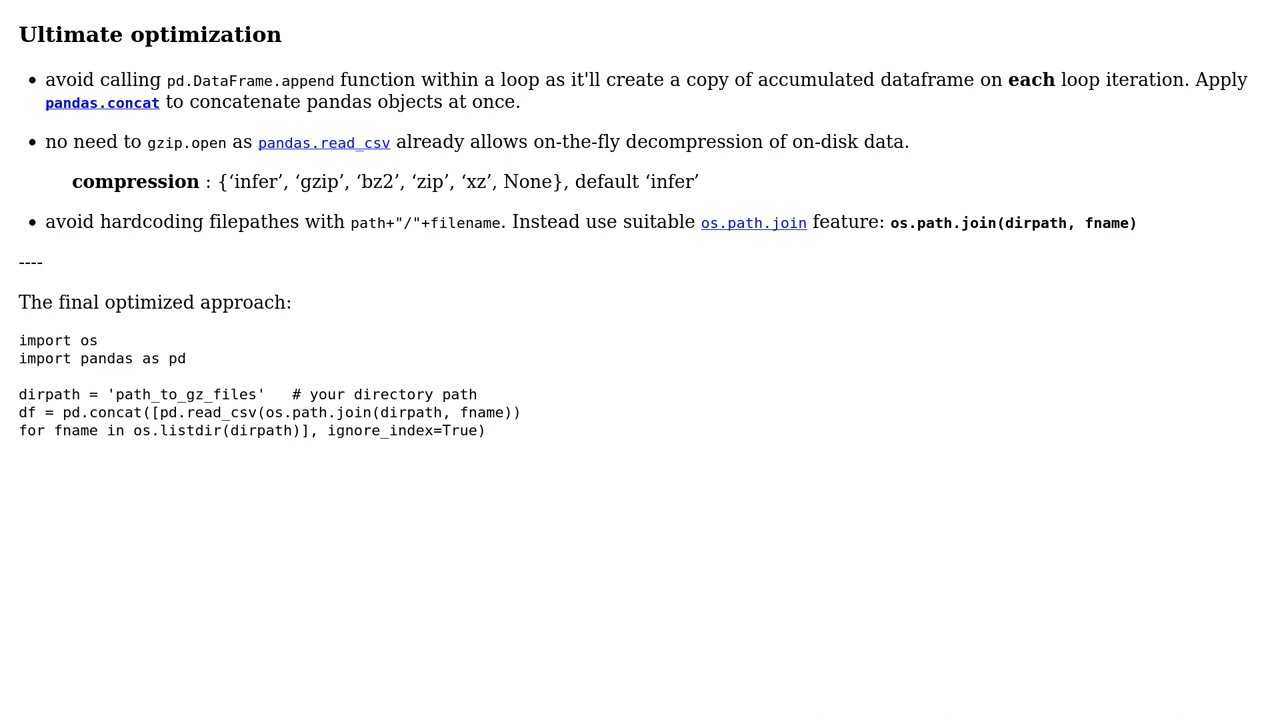 Ultimate optimization
• avoid calling pd.DataFrame.append function within a loop as it'll create a copy of accumulated dataframe on each loop iteration. Apply
pandas.concat to concatenate pandas objects at once.
• no need to gzip.open as pandas.read_csv already allows on-the-fly decompression of on-disk data.
compression : {‘infer’, ‘gzip’, ‘bz2’, ‘zip’, ‘xz’, None}, default ‘infer’
• avoid hardcoding filepathes with path+"/"+filename. Instead use suitable os.path.join feature: os.path.join(dirpath, fname)
----
The final optimized approach:
import os
import pandas as pd
dirpath = 'path_to_gz_files'   # your directory path
df = pd.concat([pd.read_csv(os.path.join(dirpath, fname))
for fname in os.listdir(dirpath)], ignore_index=True)